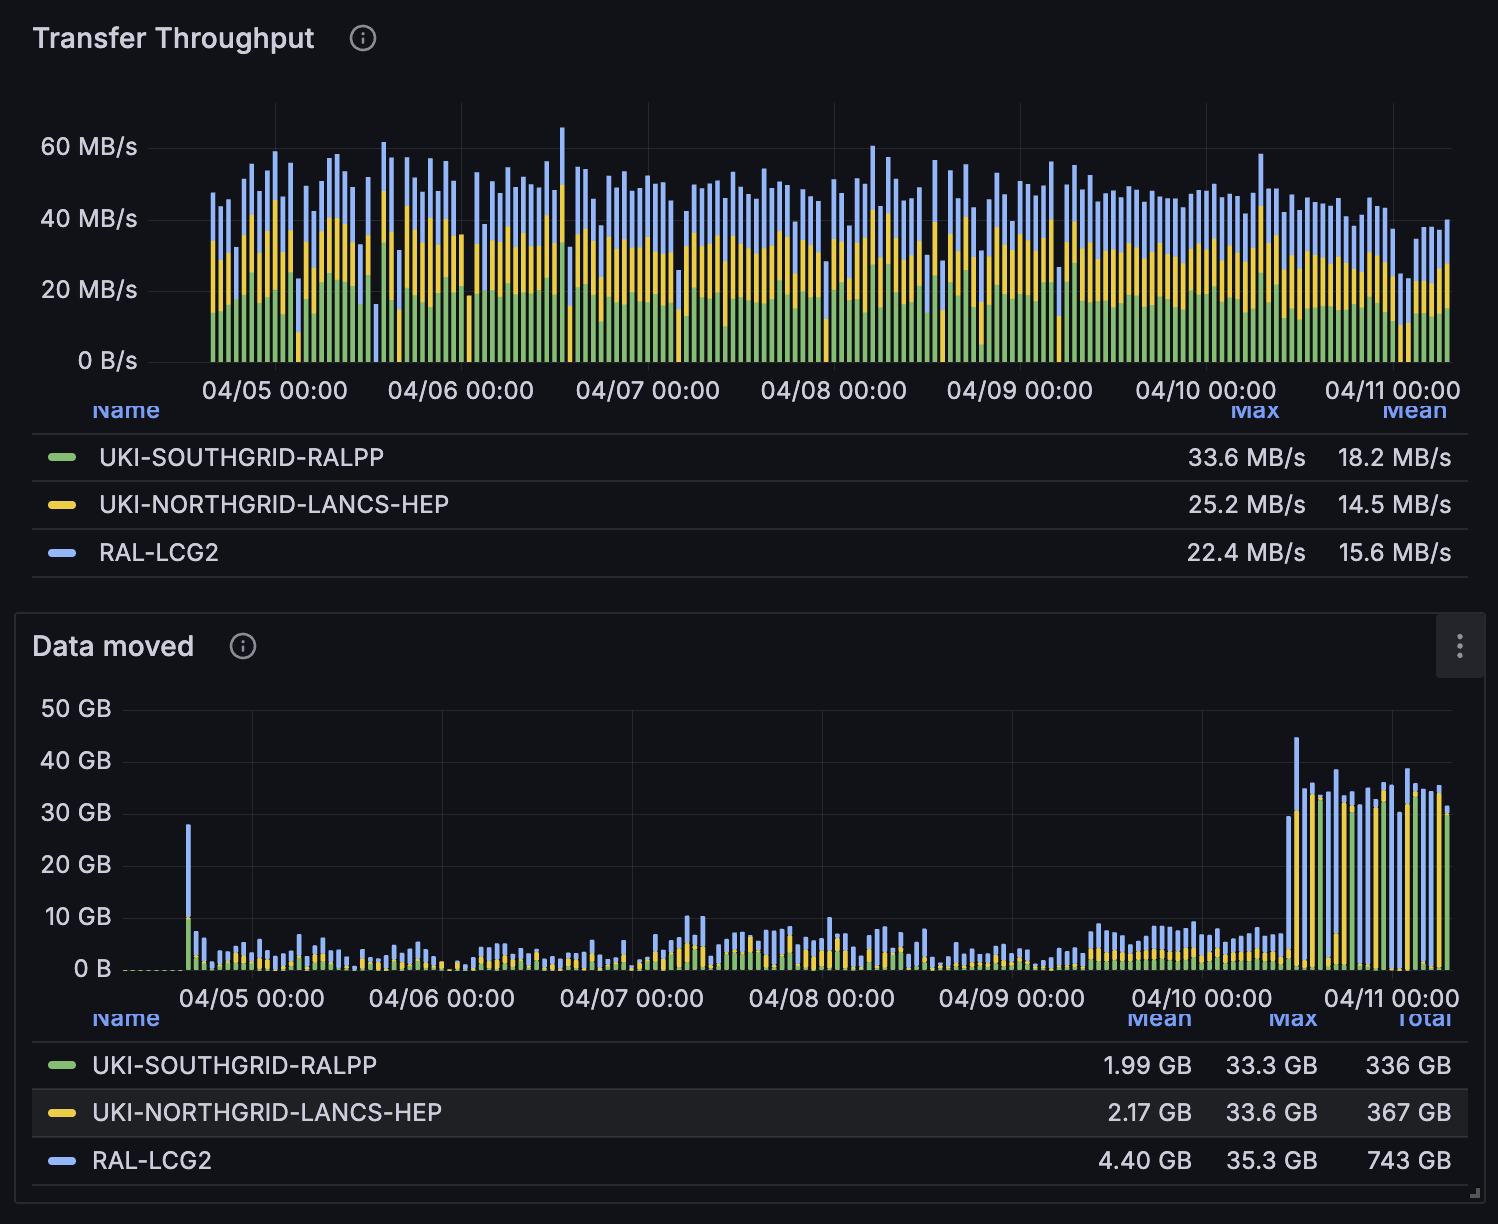 Transfer Throughput
60 MB/s
40 MB/s
20 MB/s
0 B/s
04/05 00:00 04/06 00:00 04/07 00:00 04/08 00:00 04/09 00:00 04/10 00:00 04/11 00:00
Name Max Mean
UKI-SOUTHGRID-RALPP 33.6 MB/s 18.2 MB/s
UKI-NORTHGRID-LANCS-HEP 25.2 MB/s 14.5 MB/s
RAL-LCG2 22.4 MB/s 15.6 MB/s
Data moved
50 GB
40 GB
30 GB
20 GB
10 GB
0 B
04/05 00:00 04/06 00:00 04/07 00:00 04/08 00:00 04/09 00:00 04/10 00:00 04/11 00:00
Name Mean Max Total
UKI-SOUTHGRID-RALPP 1.99 GB 33.3 GB 336 GB
UKI-NORTHGRID-LANCS-HEP 2.17 GB 33.6 GB 367 GB
RAL-LCG2 4.40 GB 35.3 GB 743 GB